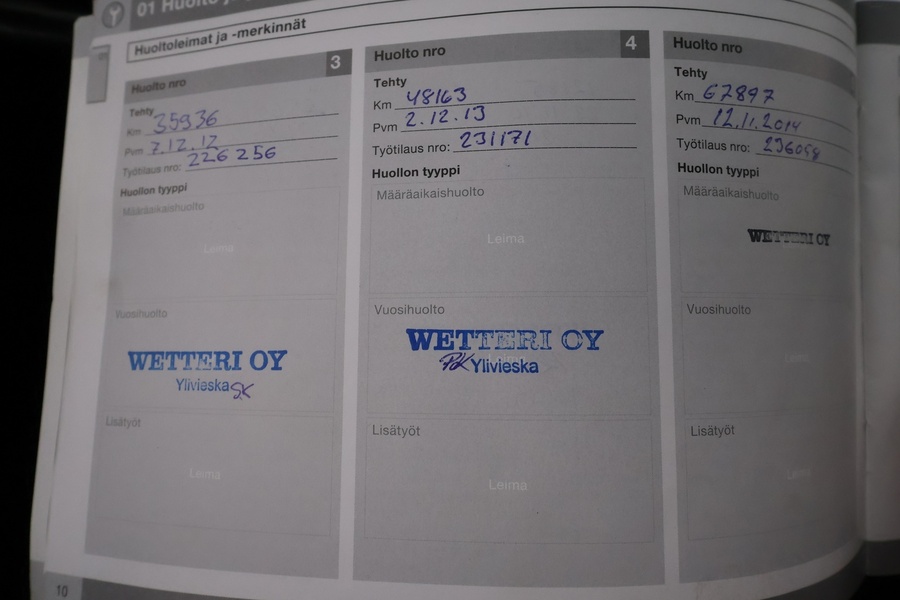 01 Huolto
Huoltoleimat ja -merkinnät
Huolto nro 3
Tehty
Km 35936
Pvm 7.12.12
Työtilaus nro: 226 256
Huollon tyyppi
Määräaikaishuolto
Leima
Vuosihuolto
WETTERI OY
Ylivieska SK
Lisätyöt
Leima
Huolto nro 4
Tehty
Km 48163
Pvm 2.12.13
Työtilaus nro: 231171
Huollon tyyppi
Määräaikaishuolto
Leima
Vuosihuolto
WETTERI OY
Leima
Ylivieska
Lisätyöt
Leima
Huolto nro
Tehty
Km 67897
Pvm 12.11.2014
Työtilaus nro:
Huollon tyyppi
Määräaikaishuolto
WETTERI OY
Vuosihuolto
Leima
Lisätyöt
Leima
10